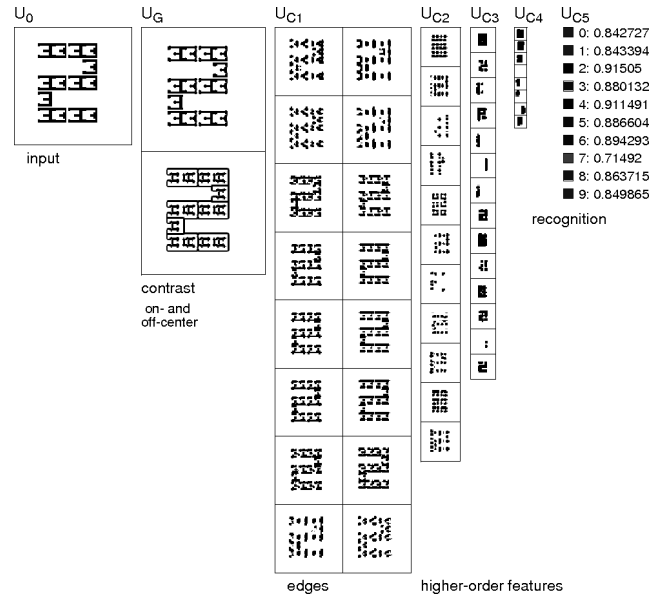 U0 UG UC1 UC2 UC3 UC4 UC5
0: 0.842727
1: 0.843394
2: 0.91505
3: 0.880132
4: 0.911491
5: 0.886604
6: 0.894293
7: 0.71492
8: 0.863715
9: 0.849865
input
recognition
contrast
on- and
off-center
edges
higher-order features